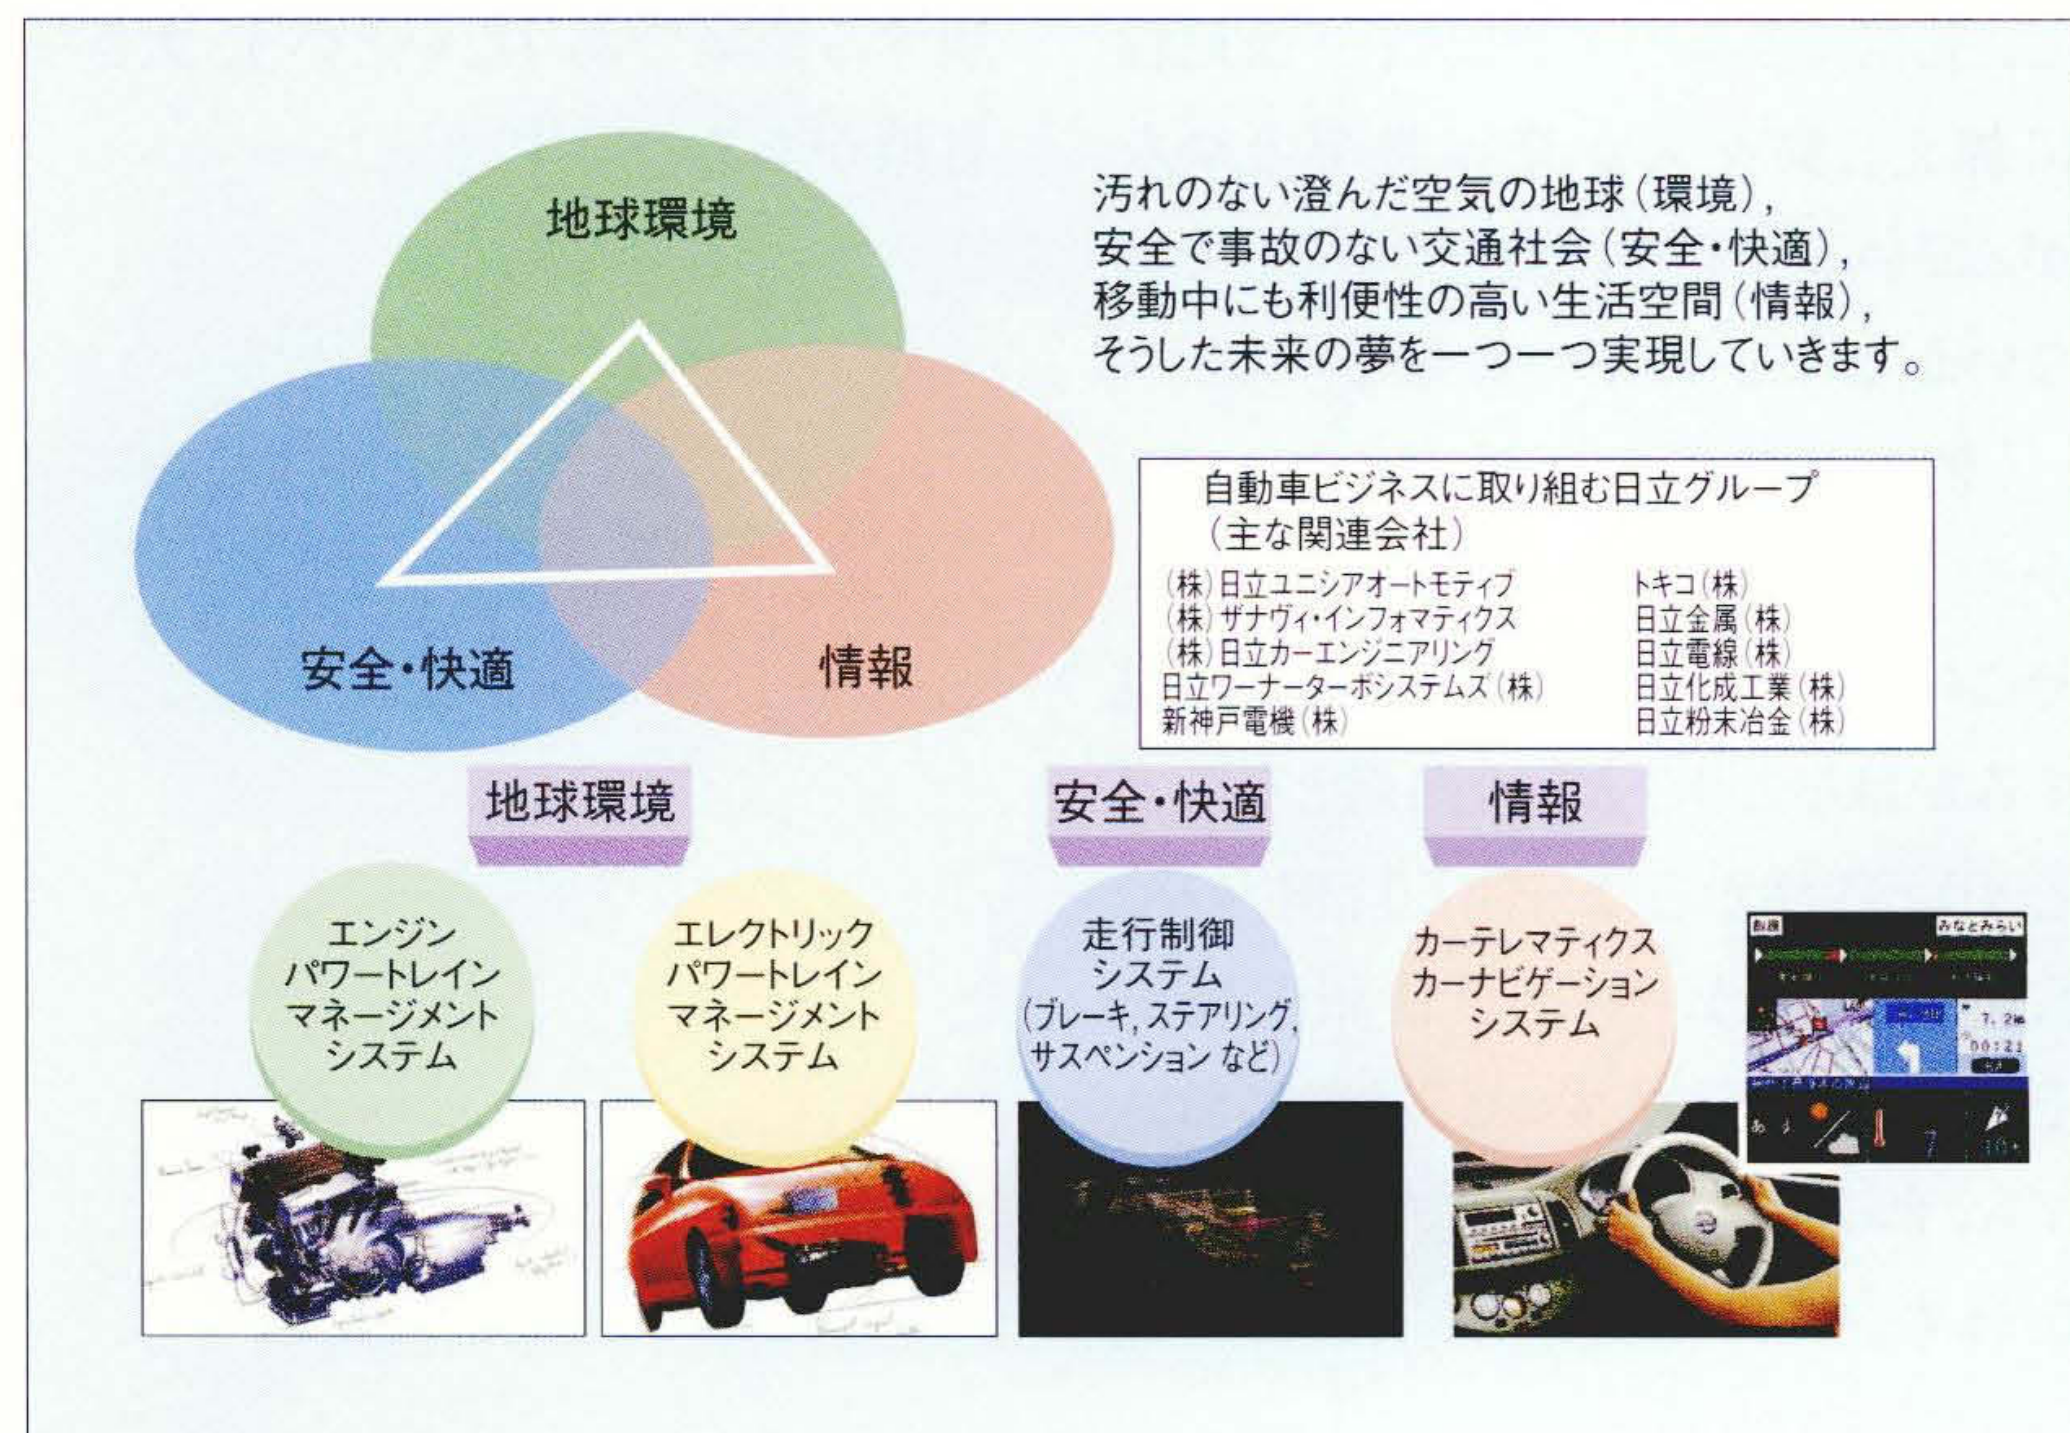 地球環境
安全・快適
情報
汚れのない澄んだ空気の地球(環境),
安全で事故のない交通社会(安全・快適),
移動中にも利便性の高い生活空間(情報),
そうした未来の夢を一つ一つ実現していきます。
自動車ビジネスに取り組む日立グループ
(主な関連会社)
(株)日立ユニシアオートモティブ
(株)ザナヴィ・インフォマティクス
(株)日立カーエンジニアリング
日立ワーナーターボシステムズ(株)
新神戸電機(株)
トキコ(株)
日立金属(株)
日立電線(株)
日立化成工業(株)
日立粉末冶金(株)
地球環境
エンジン
パワートレイン
マネージメント
システム
エレクトリック
パワートレイン
マネージメント
システム
安全・快適
走行制御
システム
(ブレーキ, ステアリング,
サスペンション など)
情報
カーテレマティクス
カーナビゲーション
システム
みなとみらい
7.2
00:21